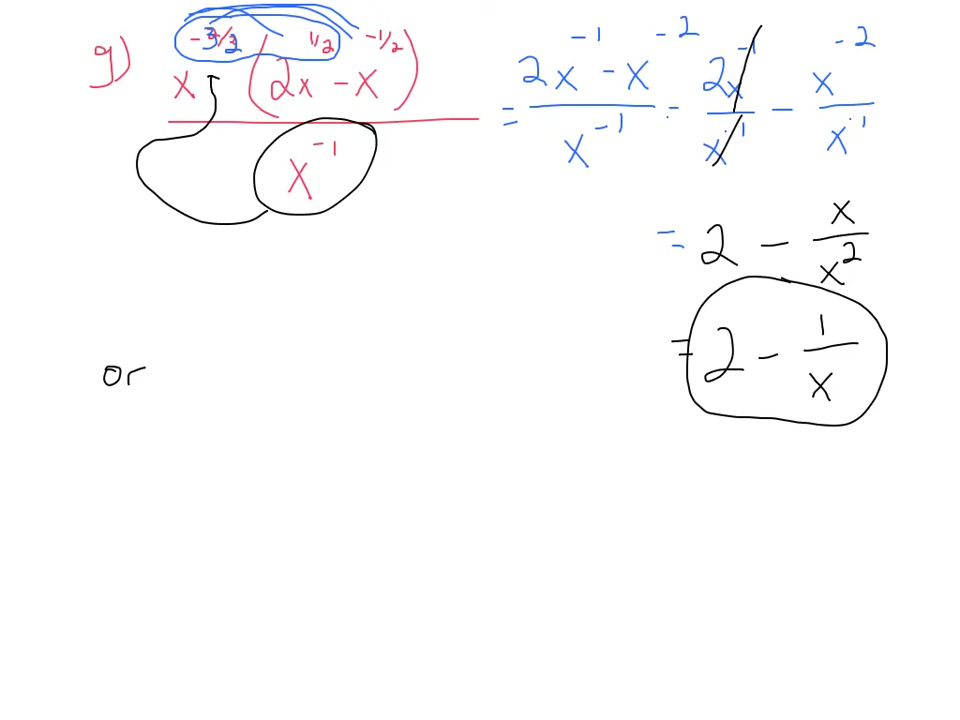 g) x^(-3/2) (2x^(1/2) - x^(-1/2)) / x^(-1)
= (2x^(-1) - x^(-2)) / x^(-1) = 2x^(-1) / x^(-1) - x^(-2) / x^(-1)
= 2 - x / x^2
= 2 - 1 / x
or